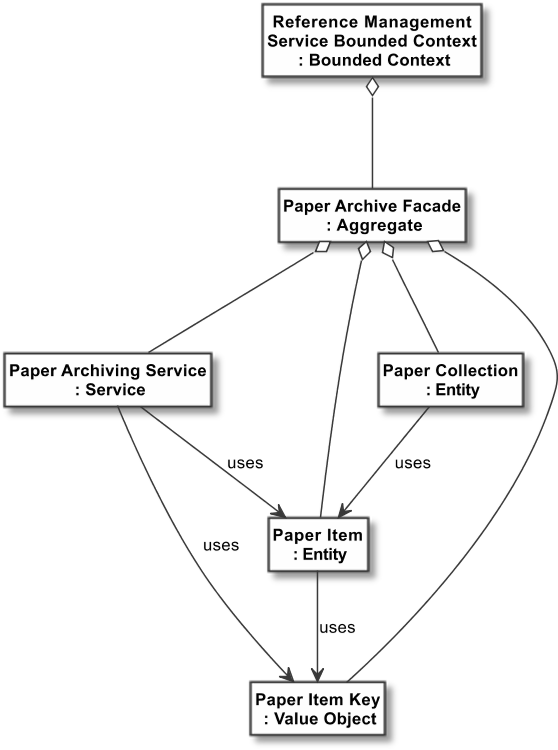 Reference Management
Service Bounded Context
: Bounded Context
Paper Archive Facade
: Aggregate
Paper Archiving Service
: Service
Paper Collection
: Entity
uses
uses
Paper Item
: Entity
uses
uses
Paper Item Key
: Value Object